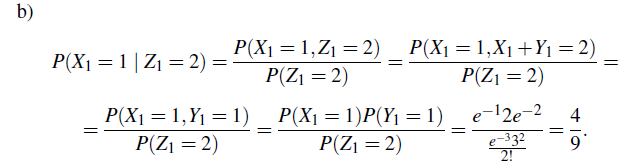 b)
P(X₁ = 1 | Z₁ = 2) = P(X₁ = 1, Z₁ = 2) / P(Z₁ = 2) = P(X₁ = 1, X₁ + Y₁ = 2) / P(Z₁ = 2) =
= P(X₁ = 1, Y₁ = 1) / P(Z₁ = 2) = P(X₁ = 1)P(Y₁ = 1) / P(Z₁ = 2) = e⁻¹2e⁻² / (e⁻³3² / 2!) = 4 / 9.